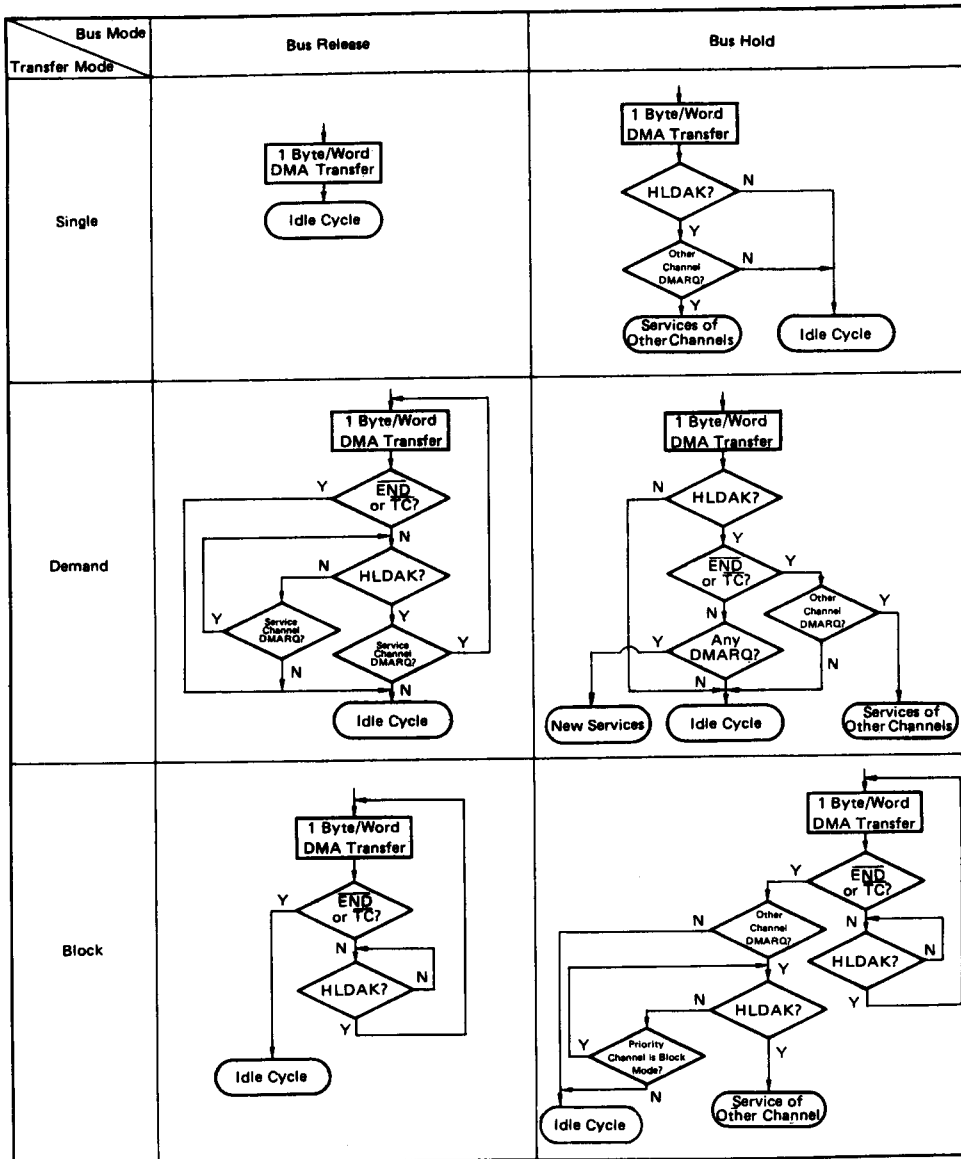 Bus Mode
Transfer Mode
Bus Release
Bus Hold
Single
1 Byte/Word
DMA Transfer
Idle Cycle
1 Byte/Word
DMA Transfer
HLDAK?
N
Y
Other
Channel
DMARQ?
N
Y
Services of
Other Channels
Idle Cycle
Demand
1 Byte/Word
DMA Transfer
Y
END
or TC?
N
N
HLDAK?
Y
Y
Service
Channel
DMARQ?
N
Service
Channel
DMARQ?
Y
N
Idle Cycle
1 Byte/Word
DMA Transfer
N
HLDAK?
Y
END
or TC?
Y
N
Other
Channel
DMARQ?
Y
Any
DMARQ?
Y
N
N
New Services
Idle Cycle
Services of
Other Channels
Block
1 Byte/Word
DMA Transfer
Y
END
or TC?
N
HLDAK?
N
Y
Idle Cycle
1 Byte/Word
DMA Transfer
Y
END
or TC?
N
N
Other
Channel
DMARQ?
Y
HLDAK?
N
Y
N
HLDAK?
Y
Y
Priority
Channel is Block
Mode?
N
Idle Cycle
Service of
Other Channel